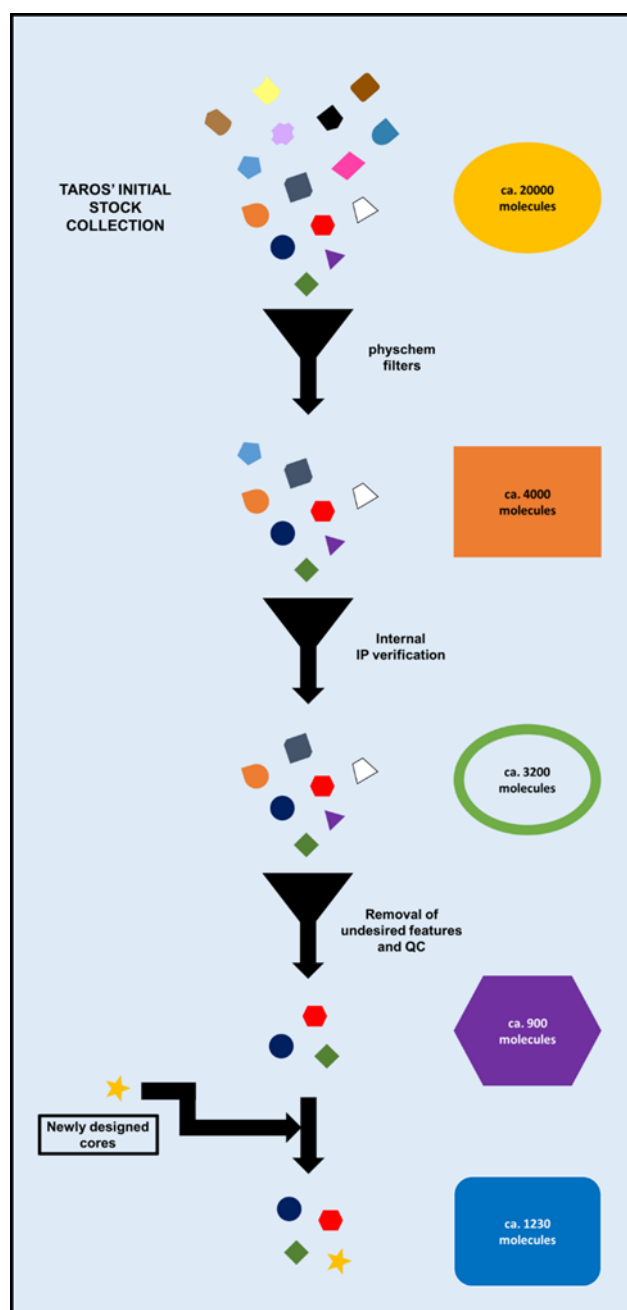 TAROS' INITIAL
STOCK
COLLECTION
ca. 20000
molecules
physchem
filters
ca. 4000
molecules
Internal
IP verification
ca. 3200
molecules
Removal of
undesired features
and QC
ca. 900
molecules
Newly designed
cores
ca. 1230
molecules